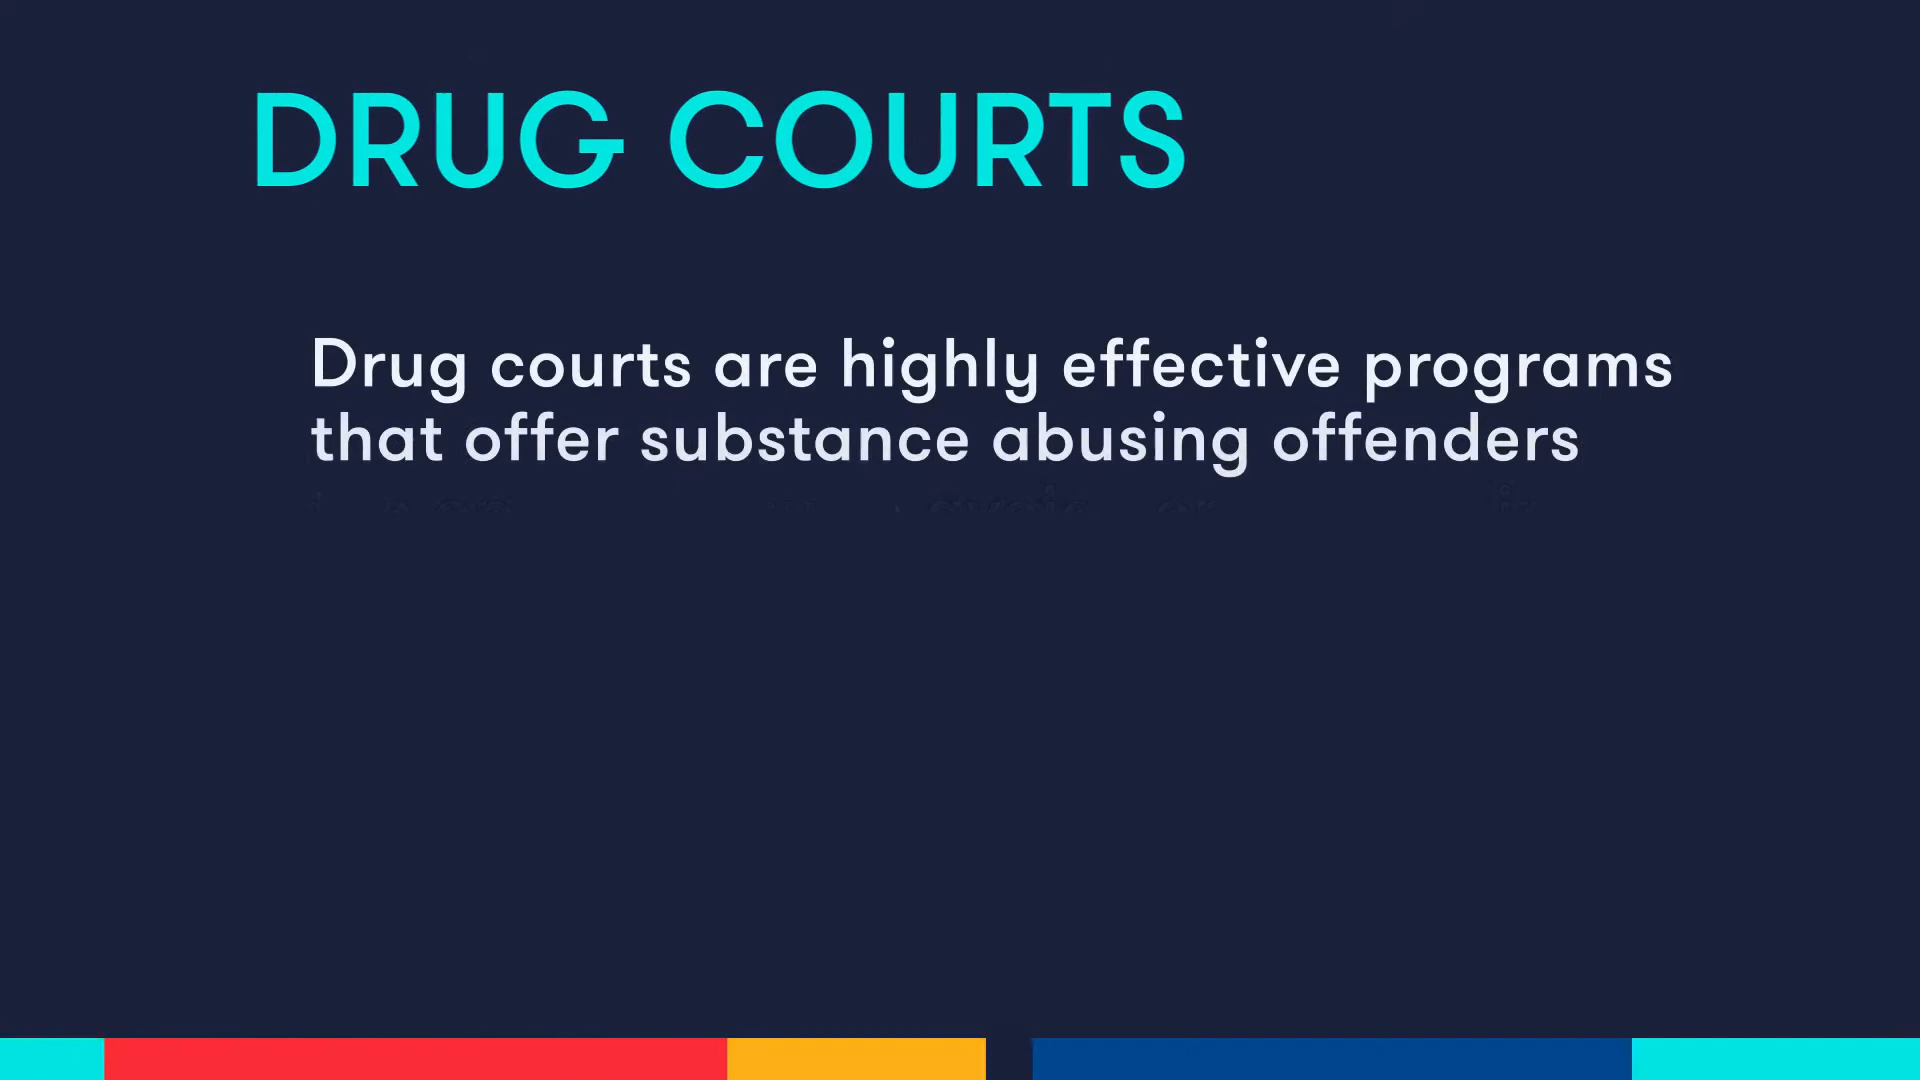 DRUG COURTS
Drug courts are highly effective programs
that offer substance abusing offenders